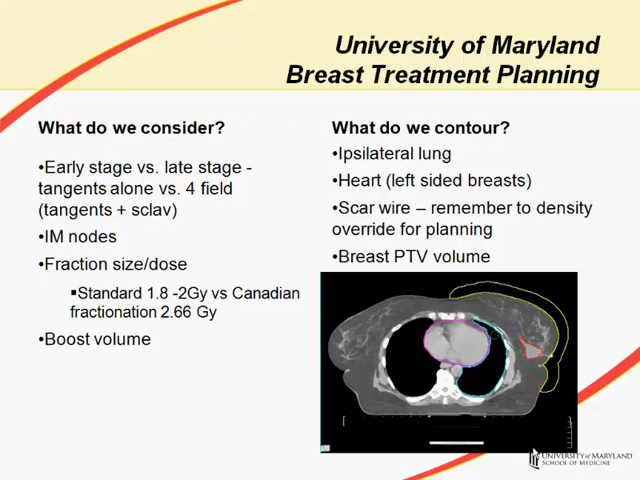 University of Maryland
Breast Treatment Planning
What do we consider?
•Early stage vs. late stage -
tangents alone vs. 4 field
(tangents + sclav)
•IM nodes
•Fraction size/dose
▪Standard 1.8 -2Gy vs Canadian
fractionation 2.66 Gy
•Boost volume
What do we contour?
•Ipsilateral lung
•Heart (left sided breasts)
•Scar wire – remember to density
override for planning
•Breast PTV volume
UNIVERSITY of MARYLAND
SCHOOL OF MEDICINE